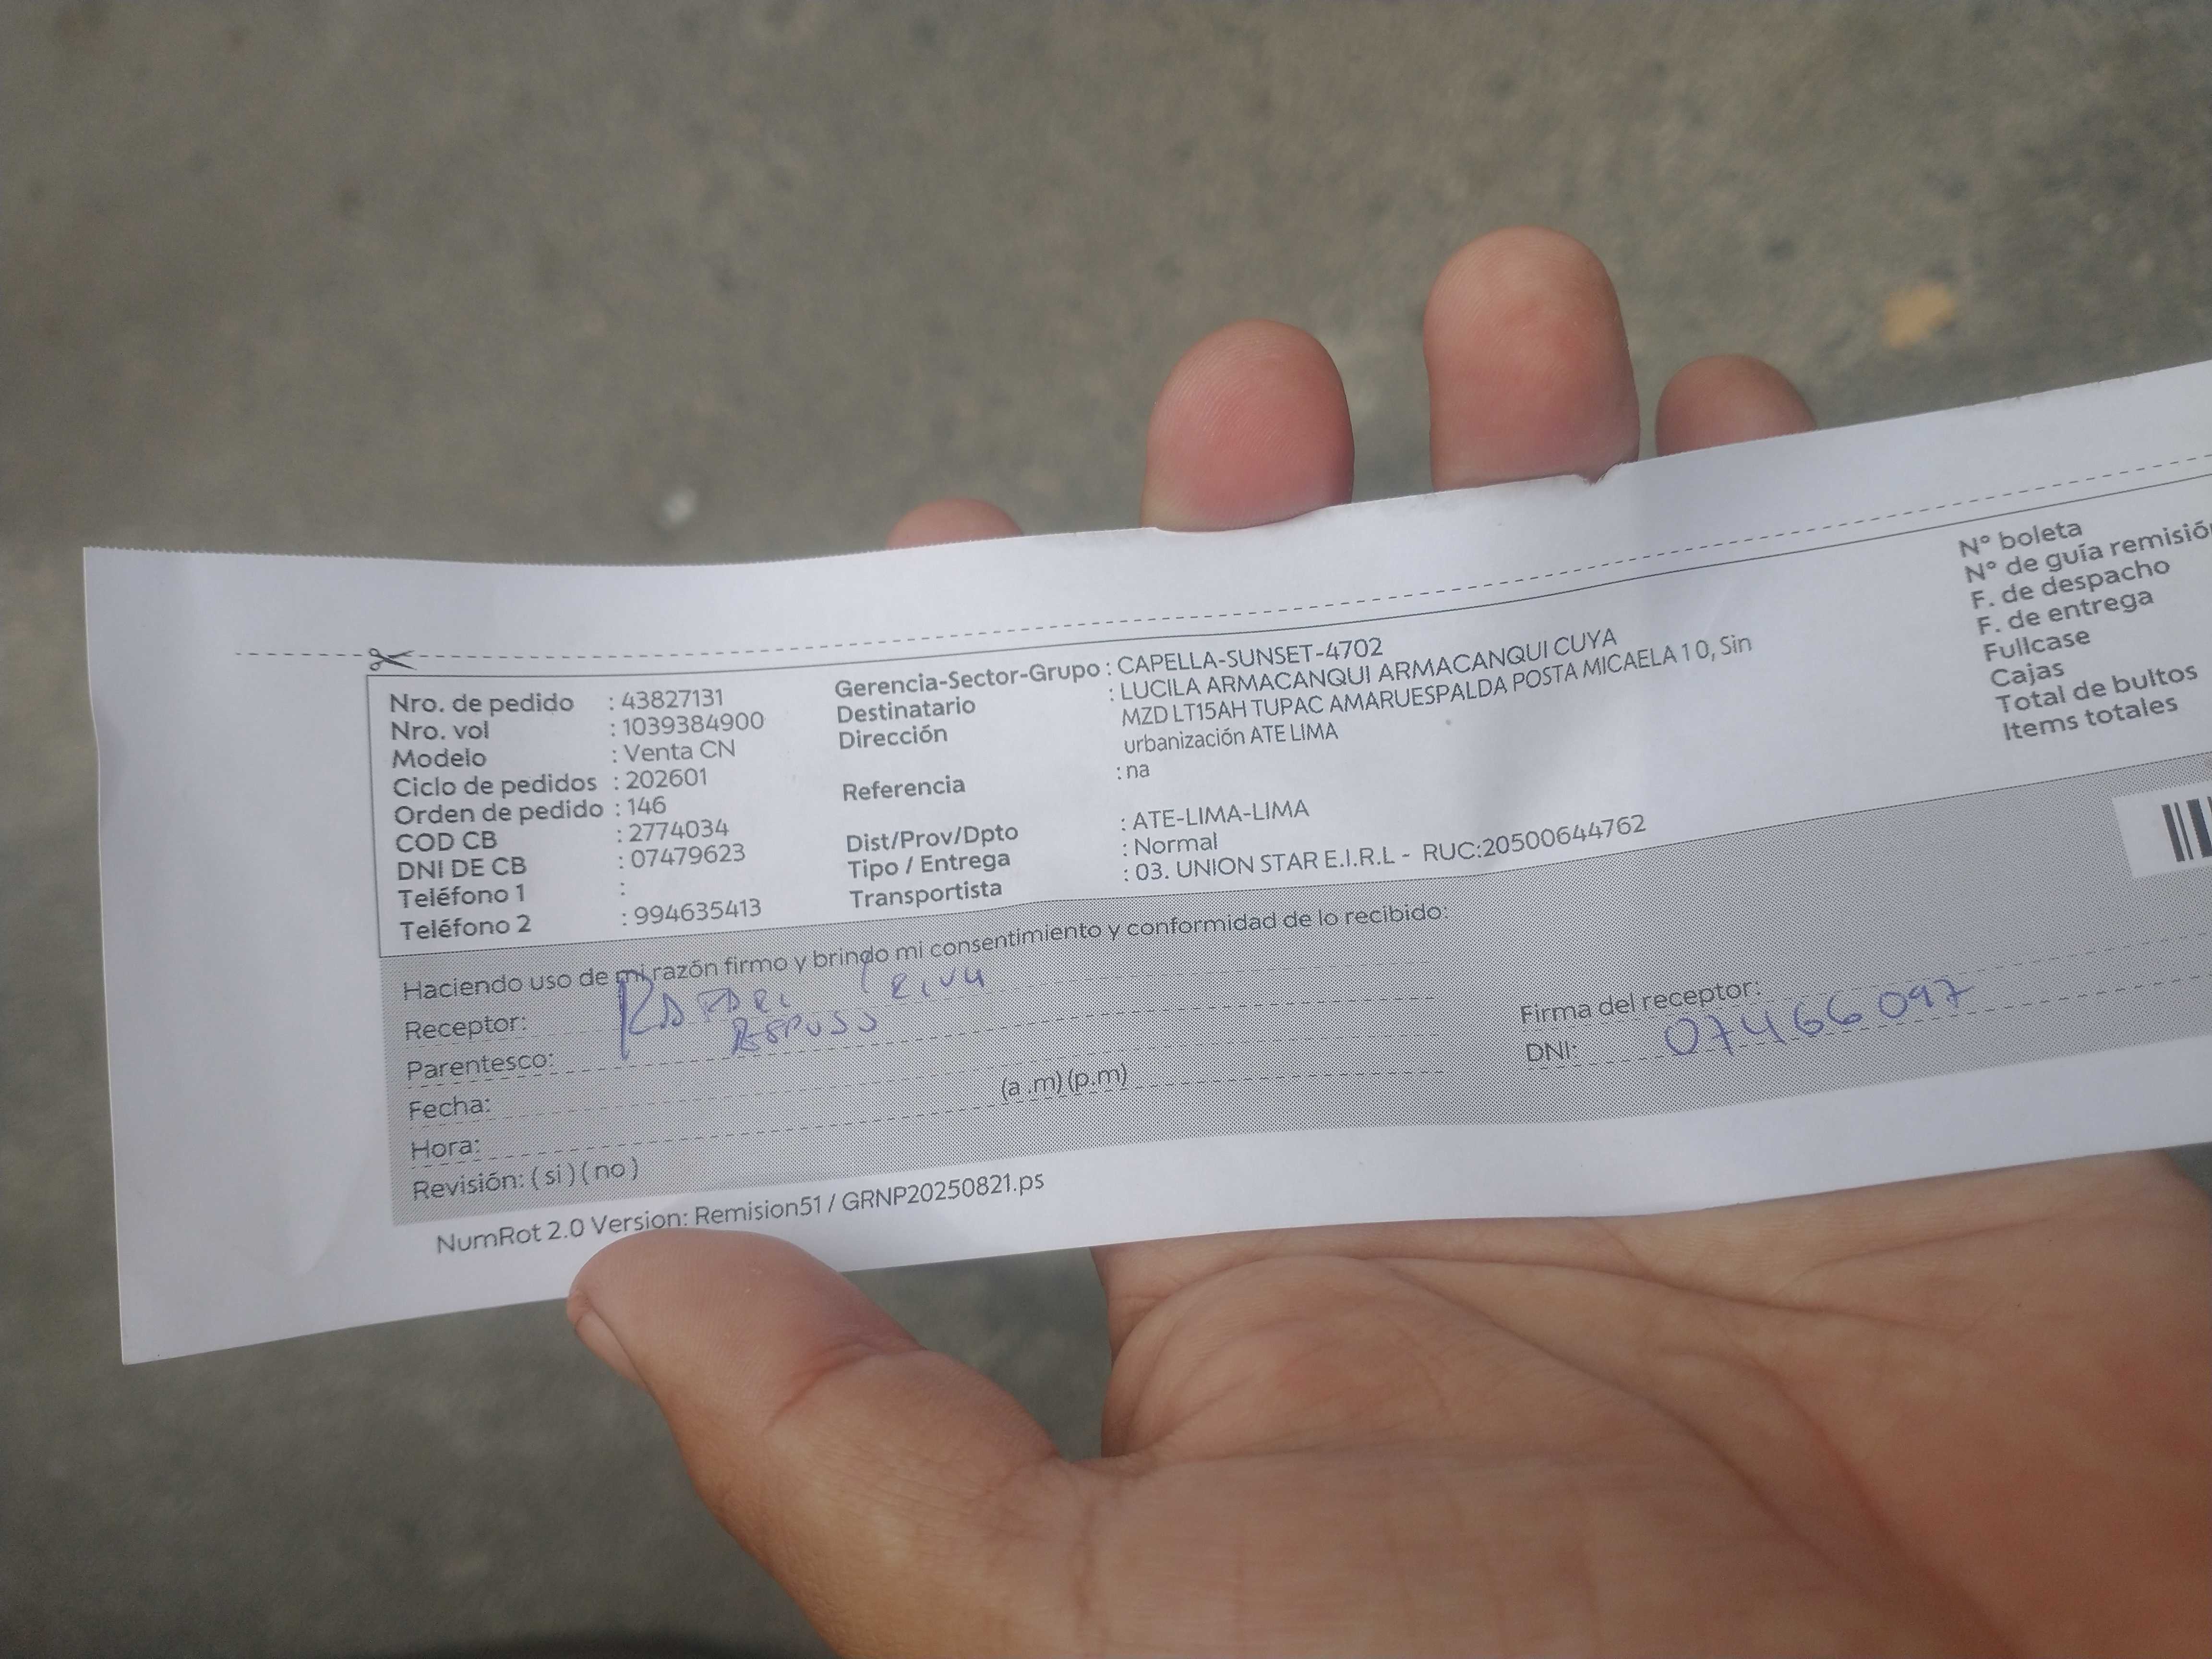 Nro. de pedido : 43827131
Nro. vol : 1039384900
Modelo : Venta CN
Ciclo de pedidos : 202601
Orden de pedido : 146
COD CB : 2774034
DNI DE CB : 07479623
Teléfono 1 :
Teléfono 2 : 994635413
Gerencia-Sector-Grupo : CAPELLA-SUNSET-4702
Destinatario : LUCILA ARMACANQUI ARMACANQUI CUYA
Dirección MZD LT15AH TUPAC AMARUESPALDA POSTA MICAELA 1 0, Sin
urbanización ATE LIMA
Referencia : na
Dist/Prov/Dpto : ATE-LIMA-LIMA
Tipo / Entrega : Normal
Transportista : 03. UNION STAR E.I.R.L - RUC:20500644762
N° boleta
N° de guía remisió
F. de despacho
F. de entrega
Fullcase
Cajas
Total de bultos
Items totales
Haciendo uso de mi razón firmo y brindo mi consentimiento y conformidad de lo recibido:
Receptor:
Parentesco:
Fecha:
Hora: (a .m) (p.m)
Revisión: ( si ) ( no )
Firma del receptor:
DNI: 07466097
NumRot 2.0 Version: Remision51 / GRNP20250821.ps